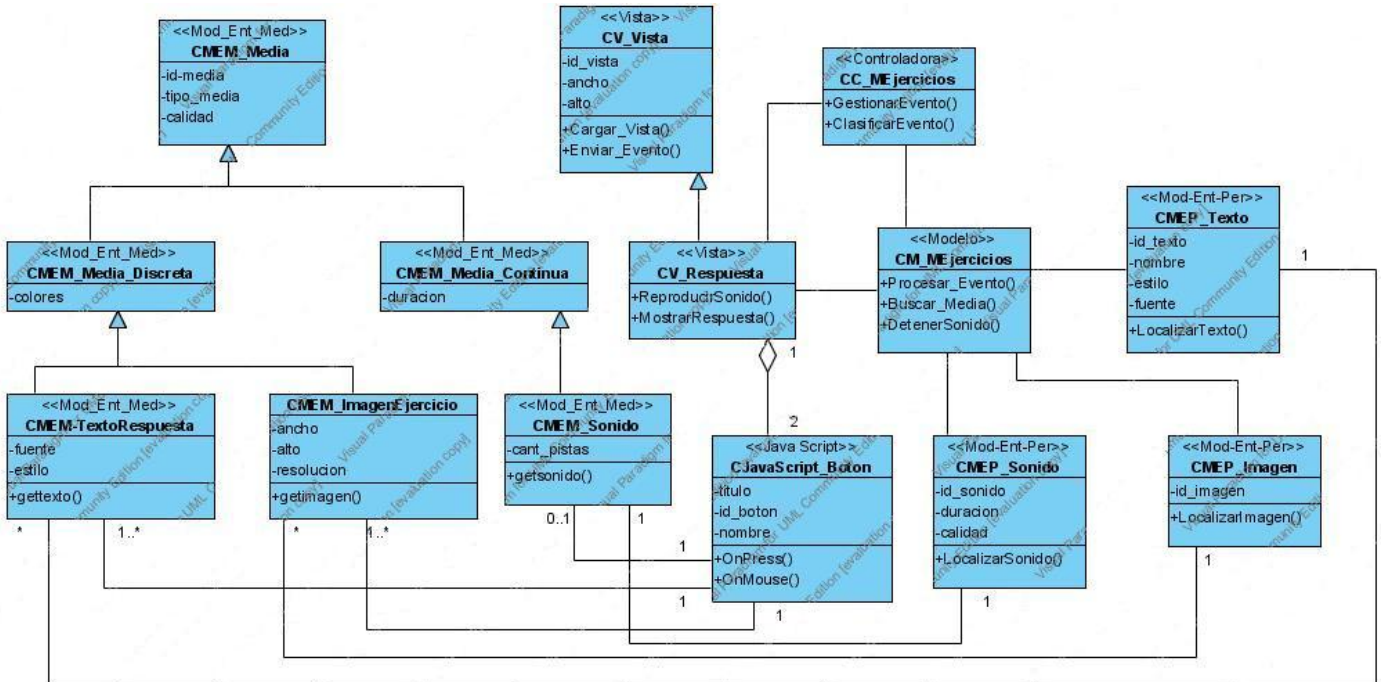 <<Mod_Ent_Med>>
CMEM_Media
-id-media
-tipo_media
-calidad
<<Vista>>
CV_Vista
-id_vista
-ancho
-alto
+Cargar_Vista()
+Enviar_Evento()
<<Controladora>>
CC_MEjercicios
+GestionarEvento()
+ClasificarEvento()
<<Mod_Ent_Med>>
CMEM_Media_Discreta
-colores
<<Mod_Ent_Med>>
CMEM_Media_Continua
-duracion
<<Vista>>
CV_Respuesta
+ReproducirSonido()
+MostrarRespuesta()
1
<<Modelo>>
CM_MEjercicios
+Procesar_Evento()
+Buscar_Media()
+DetenerSonido()
<<Mod-Ent-Per>>
CMEP_Texto
-id_texto
-nombre
-estilo
-fuente
+LocalizarTexto()
1
<<Mod_Ent_Med>>
CMEM-TextoRespuesta
-fuente
-estilo
+gettexto()
*
1..*
CMEM_ImagenEjercicio
-ancho
-alto
-resolucion
+getimagen()
*
1..*
<<Mod_Ent_Med>>
CMEM_Sonido
-cant_pistas
+getsonido()
0..1
1
2
<<Java Script>>
CJavaScript_Boton
-titulo
-id_boton
-nombre
+OnPress()
+OnMouse()
1
1
1
<<Mod-Ent-Per>>
CMEP_Sonido
-id_sonido
-duracion
-calidad
+LocalizarSonido()
1
<<Mod-Ent-Per>>
CMEP_Imagen
-id_imagen
+LocalizarImagen()
1